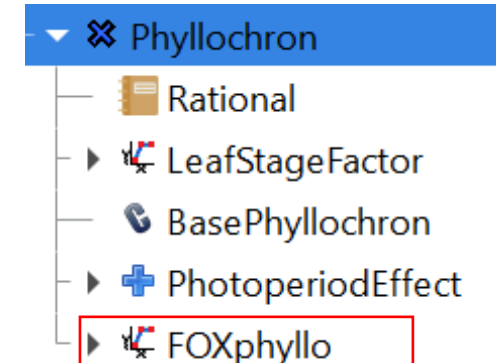 Phyllochron
Rational
LeafStageFactor
BasePhyllochron
PhotoperiodEffect
FOXphyllo